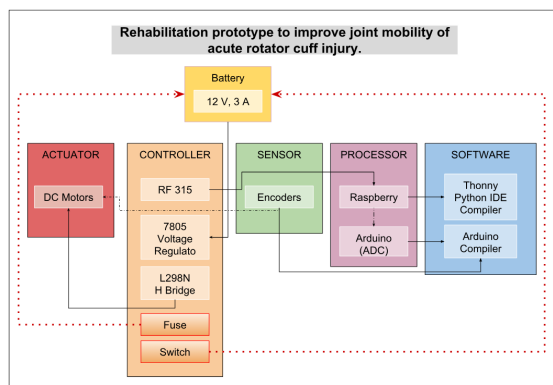 Rehabilitation prototype to improve joint mobility of
acute rotator cuff injury.
Battery
12 V, 3 A
ACTUATOR
DC Motors
CONTROLLER
RF 315
7805
Voltage
Regulato
L298N
H Bridge
Fuse
Switch
SENSOR
Encoders
PROCESSOR
Raspberry
Arduino
(ADC)
SOFTWARE
Thonny
Python IDE
Compiler
Arduino
Compiler